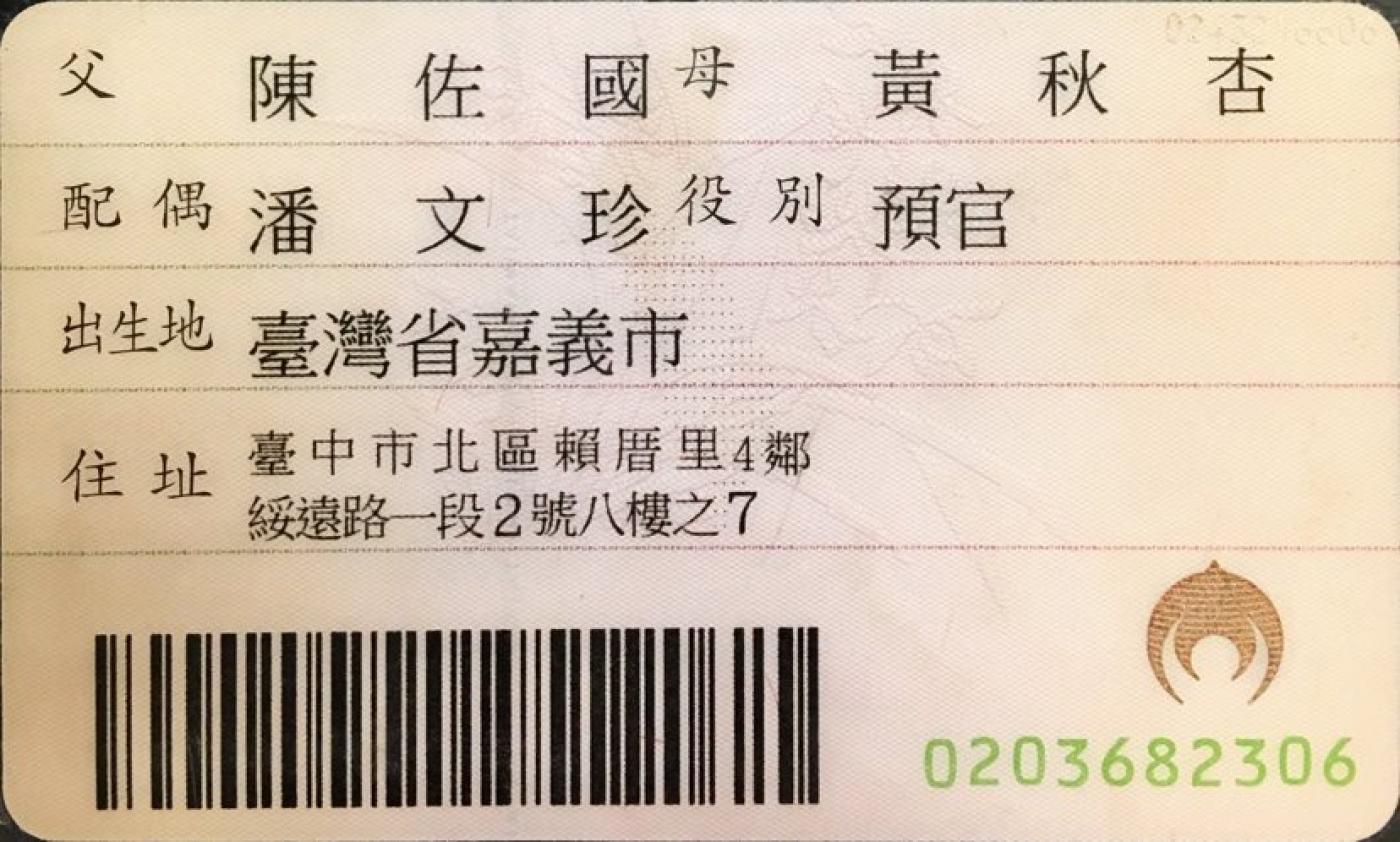 父 陳佐國 母 黃秋杏
配偶 潘文珍 役別 預官
出生地 臺灣省嘉義市
住址 臺中市北區賴厝里4鄰
綏遠路一段2號八樓之7
0203682306